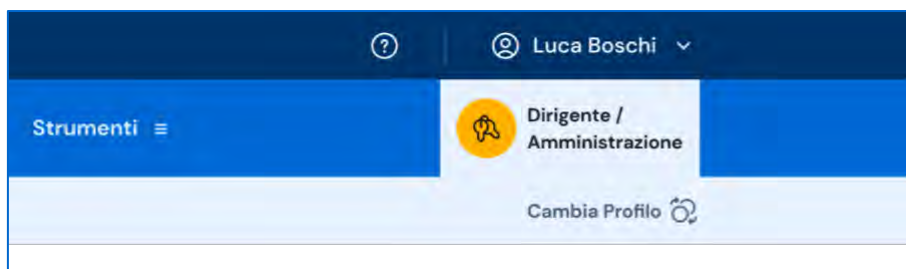 Luca Boschi
Strumenti
Dirigente /
Amministrazione
Cambia Profilo